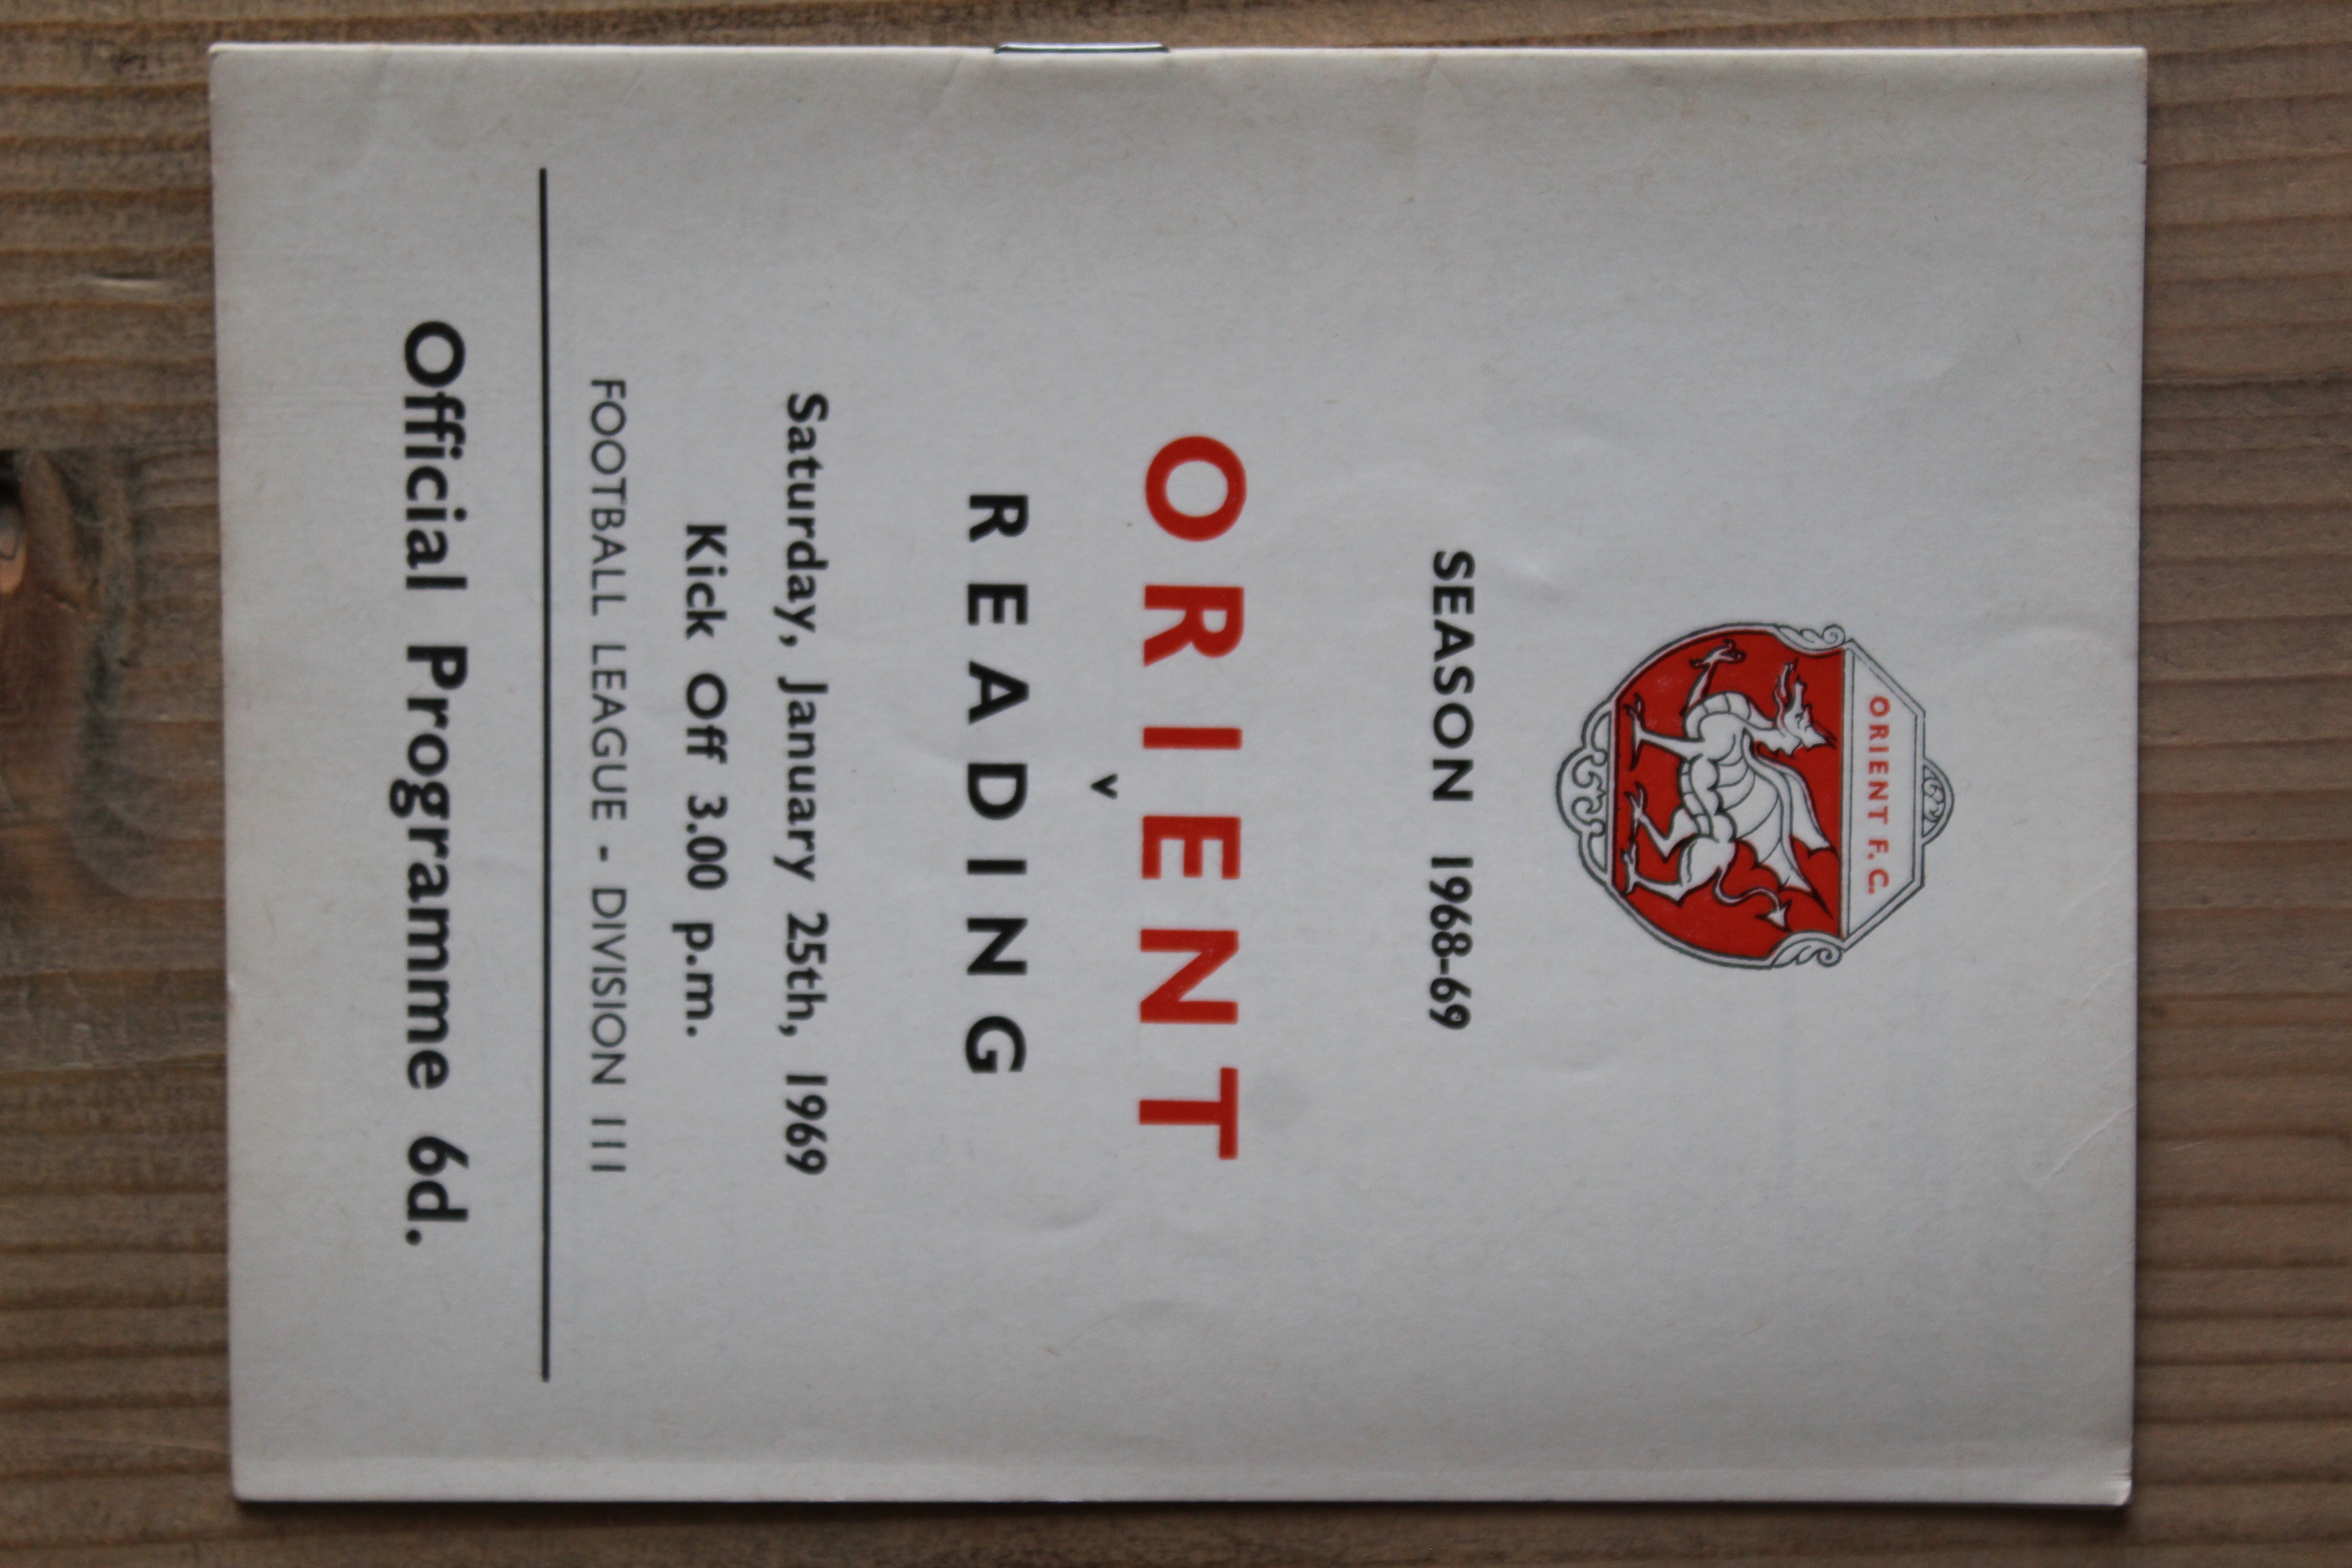 ORIENT F.C.
SEASON 1968-69
ORIENT
v
READING
Saturday, January 25th, 1969
Kick Off 3.00 p.m.
FOOTBALL LEAGUE - DIVISION III
Official Programme 6d.